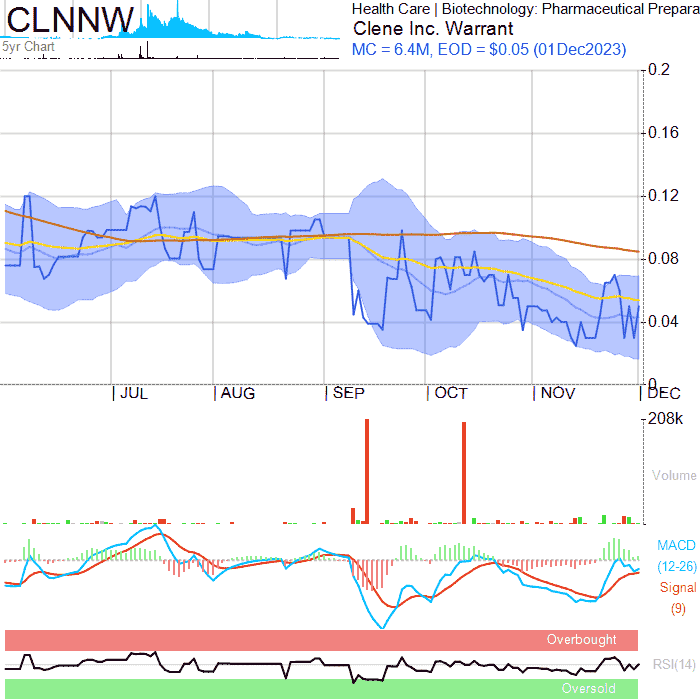 CLNNW
5yr Chart
Health Care | Biotechnology: Pharmaceutical Prepara
Clene Inc. Warrant
MC = 6.4M, EOD = $0.05 (01Dec2023)
0.2
0.16
0.12
0.08
0.04
0
JUL
AUG
SEP
OCT
NOV
DEC
208k
Volume
MACD
(12-26)
Signal
(9)
Overbought
RSI(14)
Oversold